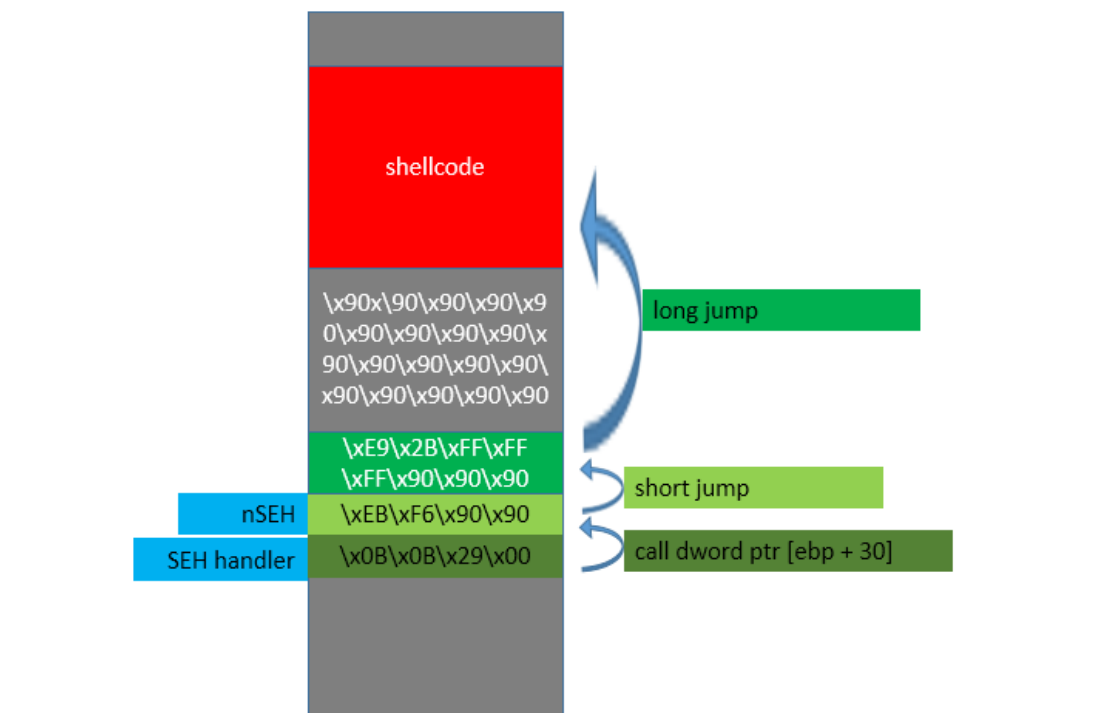 shellcode
\x90x\90\x90\x90\x9
0\x90\x90\x90\x90\x
90\x90\x90\x90\x90\
x90\x90\x90\x90\x90
long jump
\xE9\x2B\xFF\xFF
\xFF\x90\x90\x90
short jump
nSEH
\xEB\xF6\x90\x90
call dword ptr [ebp + 30]
SEH handler
\x0B\x0B\x29\x00